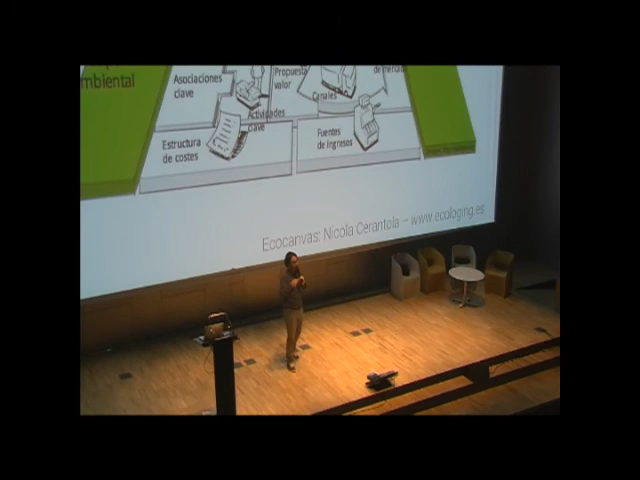 mbiental
Asociaciones
clave
Propuesta
valor
Canales
Actividades
clave
Estructura
de costes
Fuentes
de ingresos
Ecocanvas: Nicola Cerantola – www.ecologing.es